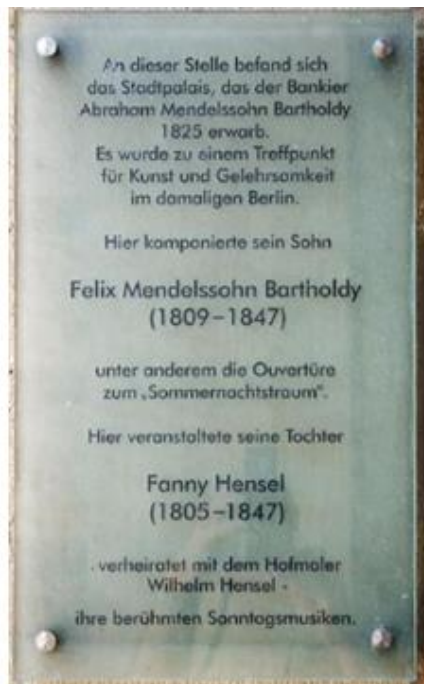 An dieser Stelle befand sich
das Stadtpalais, das der Bankier
Abraham Mendelssohn Bartholdy
1825 erwarb.
Es wurde zu einem Treffpunkt
für Kunst und Gelehrsamkeit
im damaligen Berlin.
Hier komponierte sein Sohn
Felix Mendelssohn Bartholdy
(1809–1847)
unter anderem die Ouvertüre
zum „Sommernachtstraum“.
Hier veranstaltete seine Tochter
Fanny Hensel
(1805–1847)
- verheiratet mit dem Hofmaler
Wilhelm Hensel -
ihre berühmten Sonntagsmusiken.